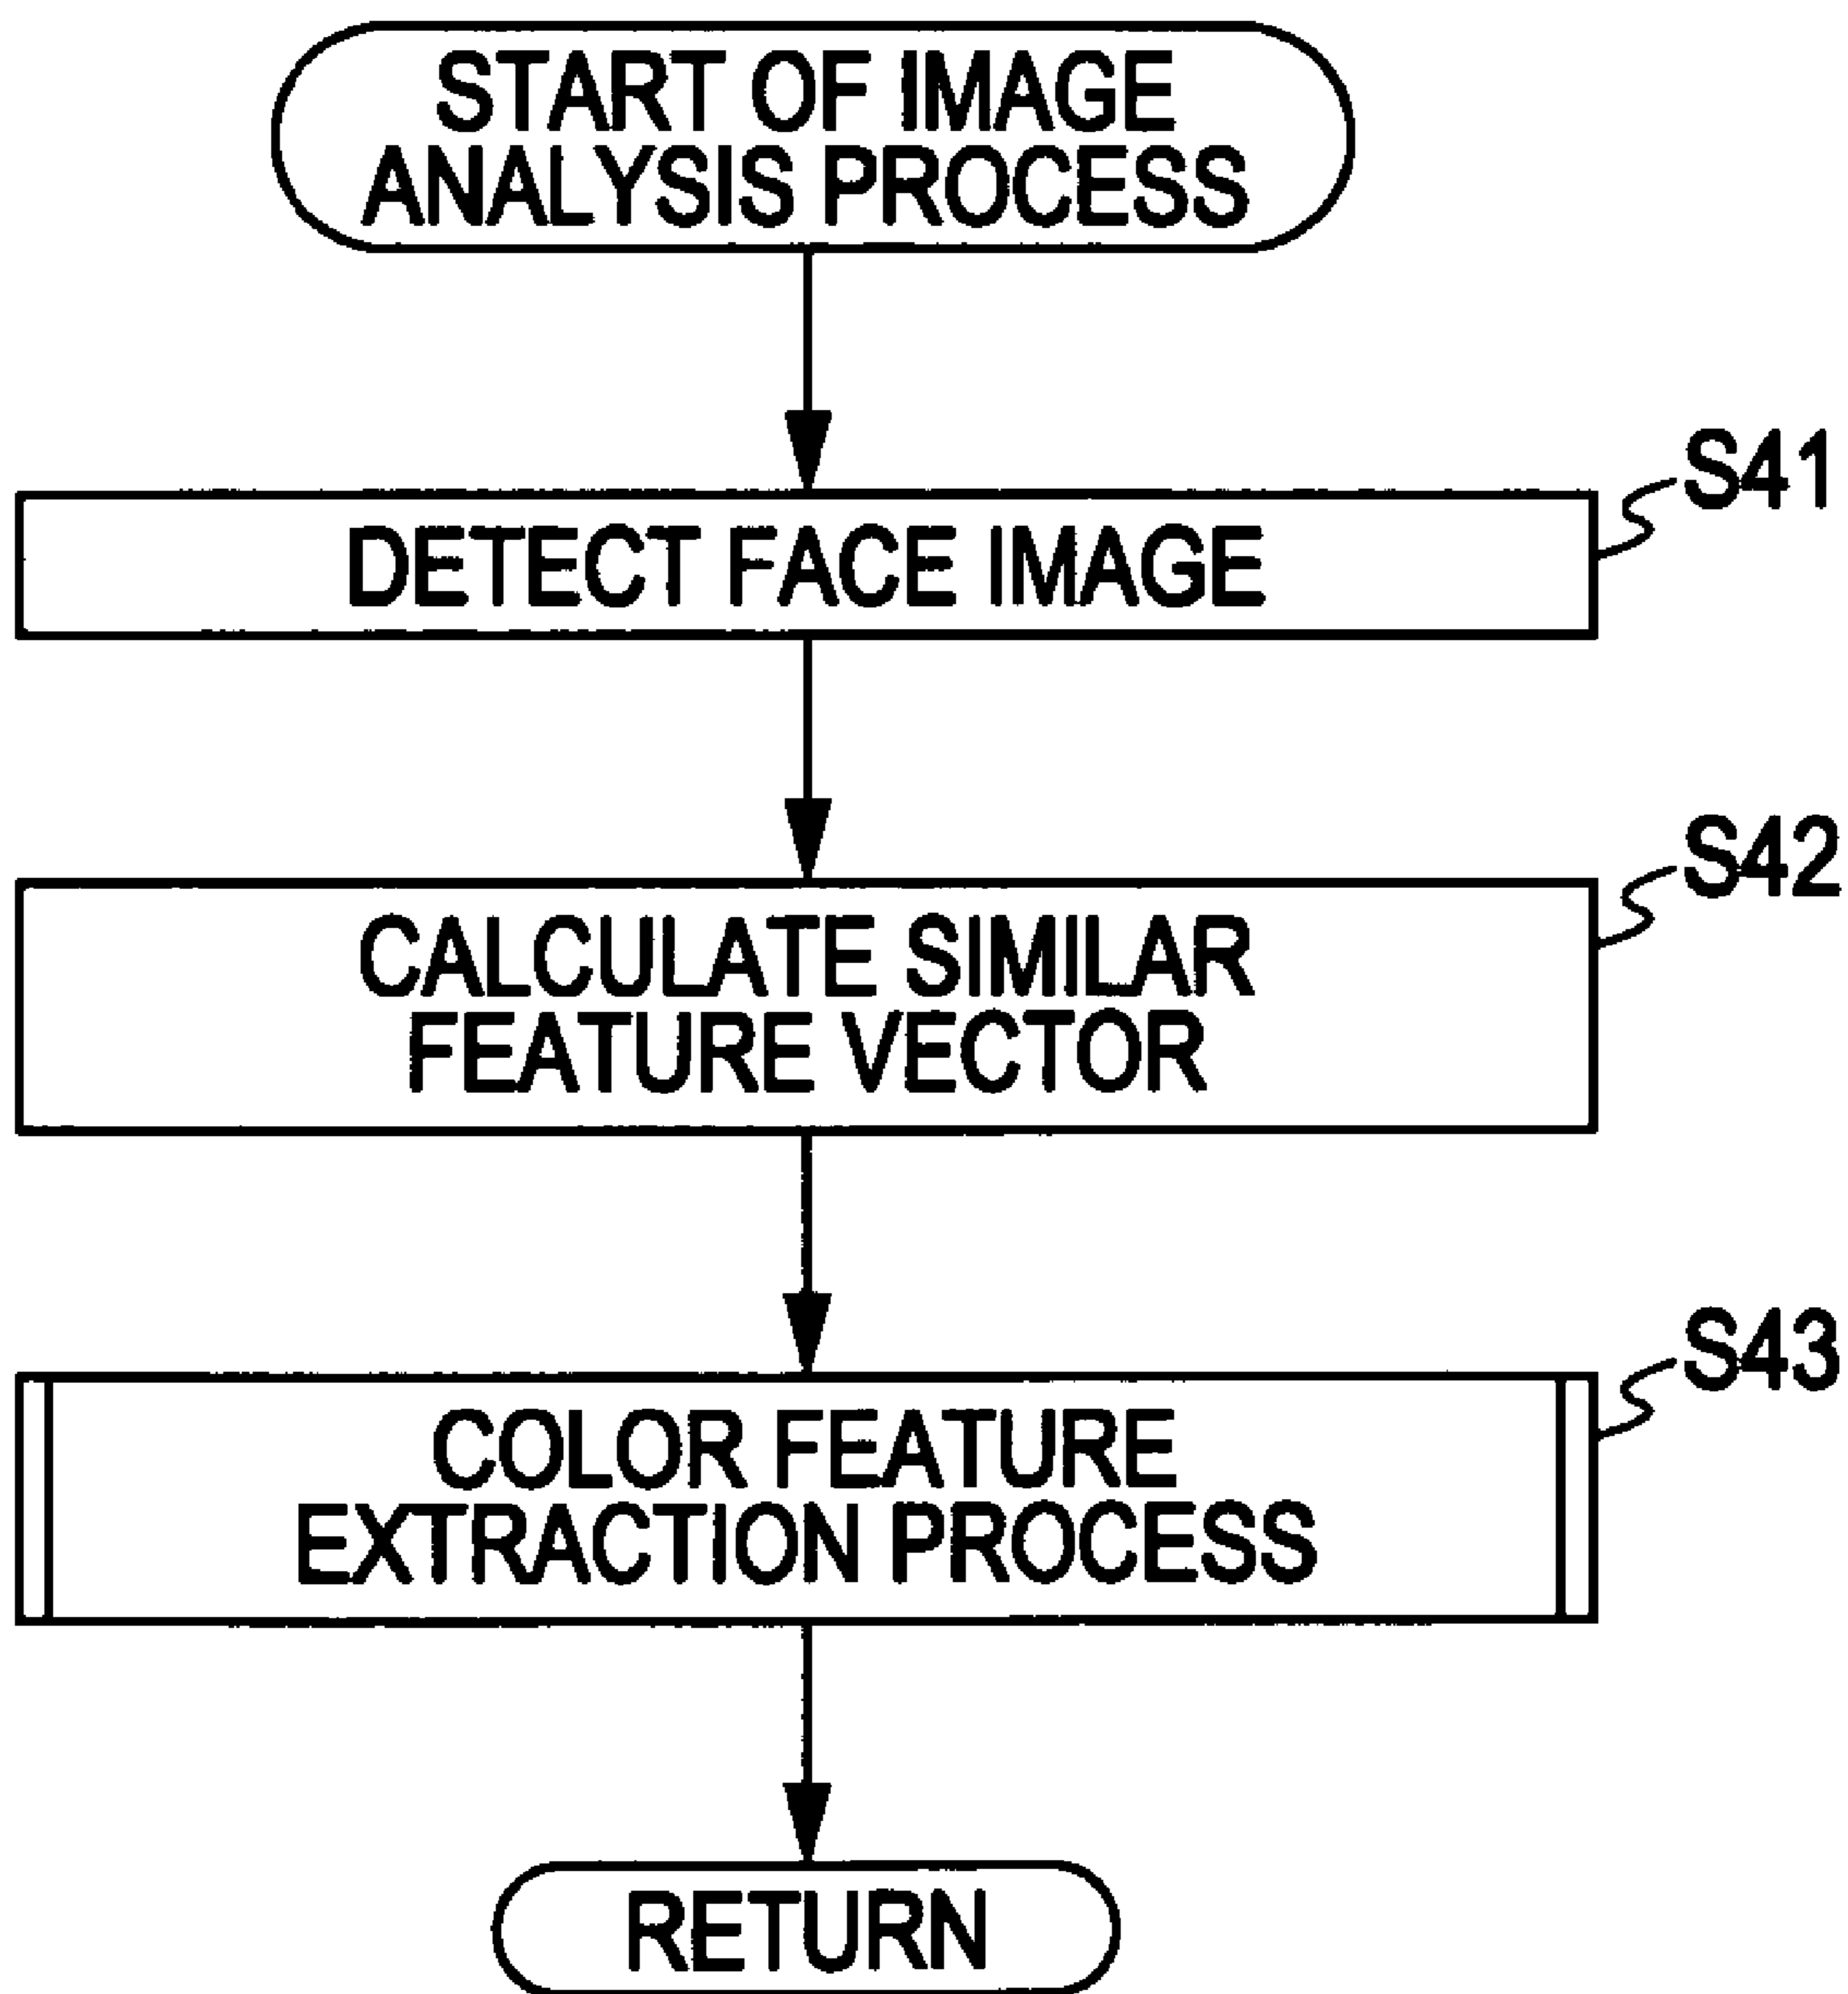 START OF IMAGE
ANALYSIS PROCESS
S41
DETECT FACE IMAGE
S42
CALCULATE SIMILAR
FEATURE VECTOR
S43
COLOR FEATURE
EXTRACTION PROCESS
RETURN